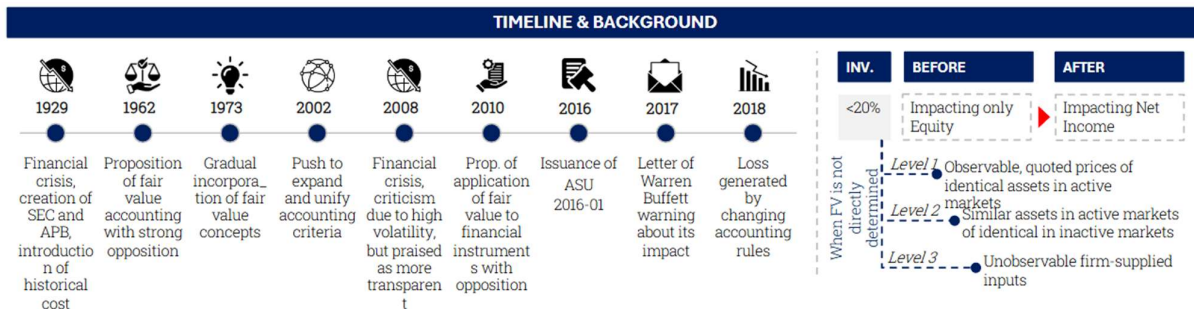 TIMELINE & BACKGROUND
1929
Financial
crisis,
creation of
SEC and
APB,
introductio
n of
historical
cost
1962
Proposition
of fair
value
accounting
with strong
opposition
1973
Gradual
incorpora_
tion of fair
value
concepts
2002
Push to
expand
and unify
accounting
criteria
2008
Financial
crisis,
criticism
due to high
volatility,
but praised
as more
transparen
t
2010
Prop. of
application
of fair
value to
financial
instrument
s with
opposition
2016
Issuance of
ASU
2016-01
2017
Letter of
Warren
Buffett
warning
about its
impact
2018
Loss
generated
by
changing
accounting
rules
INV.
BEFORE
AFTER
<20%
Impacting only
Equity
Impacting Net
Income
When FV is not
directly
determined
Level 1
Observable, quoted prices of
identical assets in active
markets
Level 2
Similar assets in active markets
of identical in inactive markets
Level 3
Unobservable firm-supplied
inputs